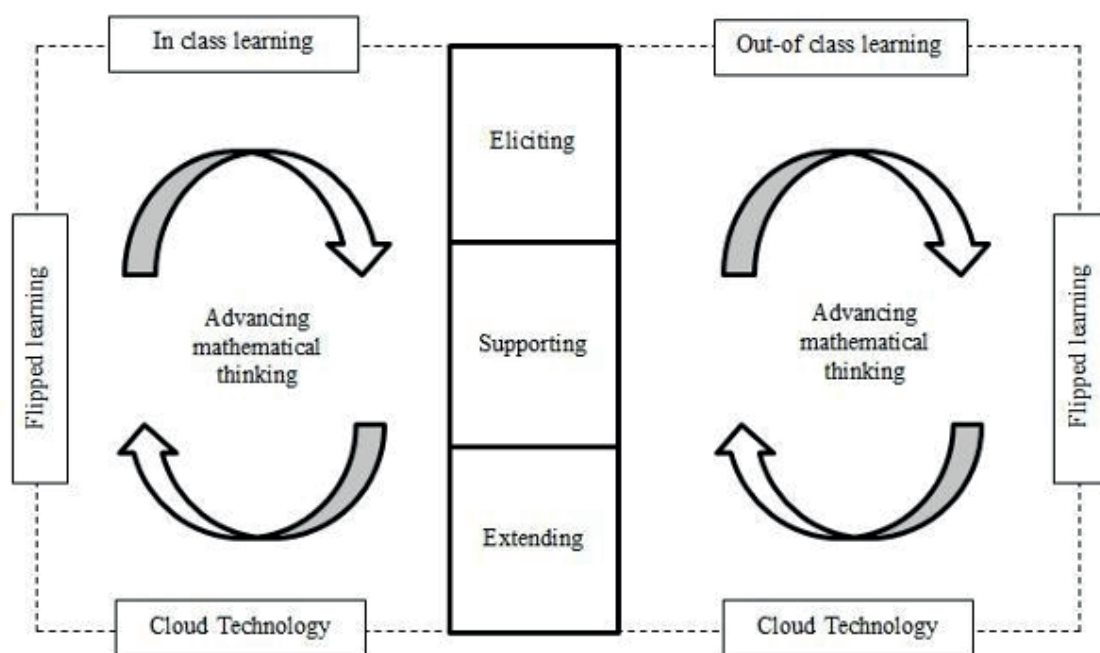 In class learning
Out-of class learning
Eliciting
Flipped learning
Advancing
mathematical
thinking
Supporting
Advancing
mathematical
thinking
Flipped learning
Extending
Cloud Technology
Cloud Technology